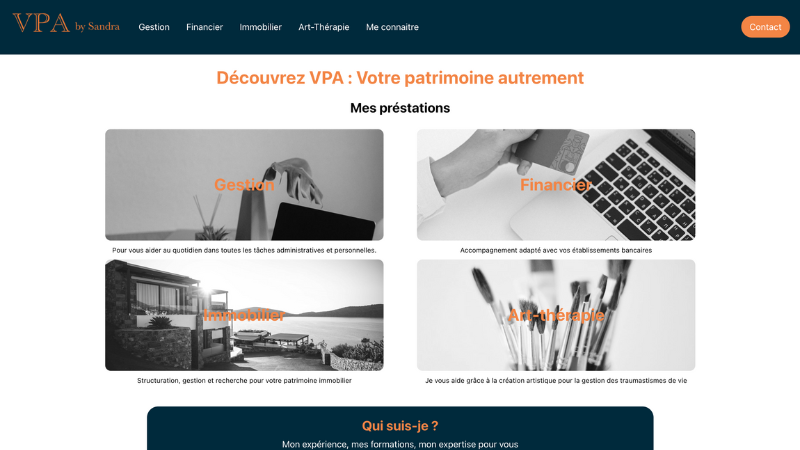 VPA by Sandra
Gestion
Financier
Immobilier
Art-Thérapie
Me connaitre
Contact
Découvrez VPA : Votre patrimoine autrement
Mes préstations
Gestion
Financier
Pour vous aider au quotidien dans toutes les tâches administratives et personnelles.
Accompagnement adapté avec vos établissements bancaires
Immobilier
Art-thérapie
Structuration, gestion et recherche pour votre patrimoine immobilier
Je vous aide grâce à la création artistique pour la gestion des traumastismes de vie
Qui suis-je ?
Mon expérience, mes formations, mon expertise pour vous